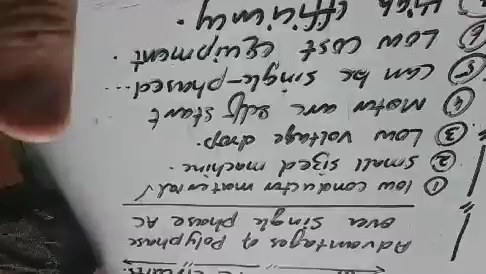 Advantages of Polyphase
over Single Phase AC
① low conductor material
② small sized machine.
③ Low voltage drop.
④ Motor are self start
⑤ Can be single-phased...
⑥ Low cost equipment.
High efficiency.